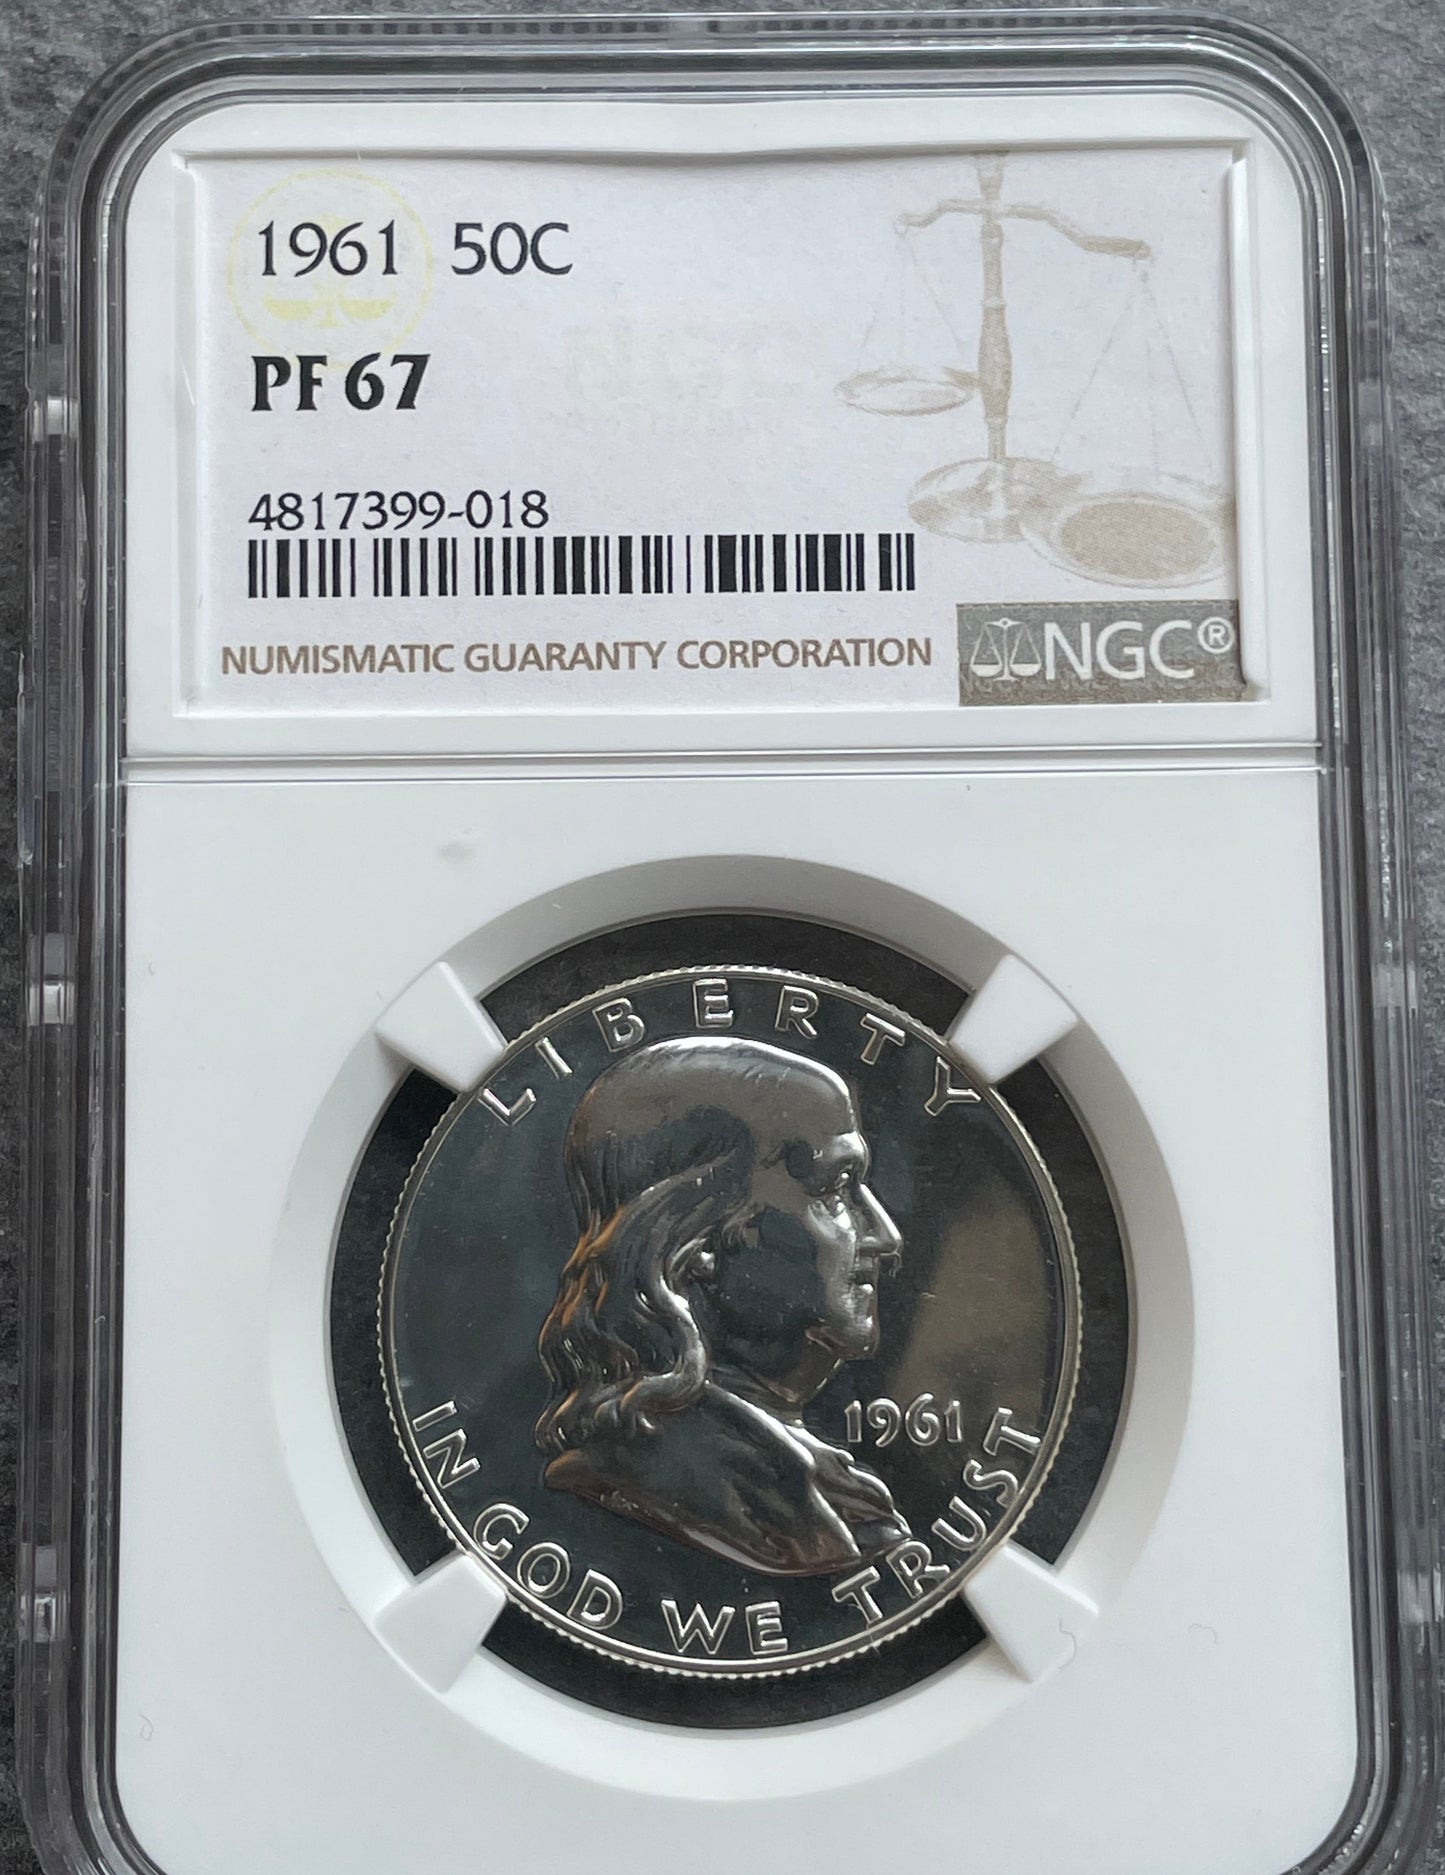 1961 50C
PF 67
4817399-018
NUMISMATIC GUARANTY CORPORATION NGC®
LIBERTY
1961
IN GOD WE TRUST